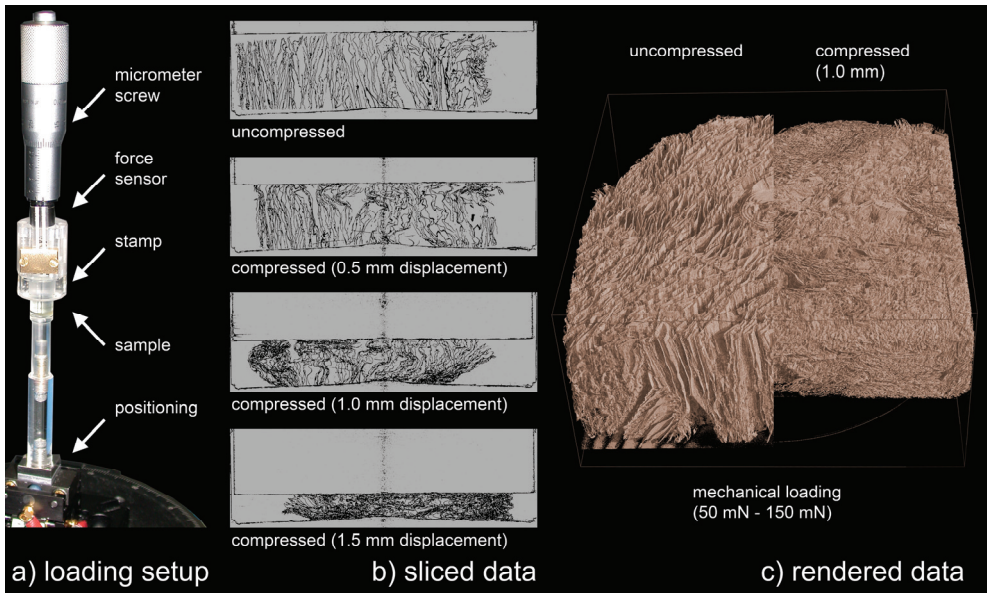 micrometer
screw
force
sensor
stamp
sample
positioning
a) loading setup
uncompressed
compressed (0.5 mm displacement)
compressed (1.0 mm displacement)
compressed (1.5 mm displacement)
b) sliced data
uncompressed
compressed
(1.0 mm)
mechanical loading
(50 mN - 150 mN)
c) rendered data